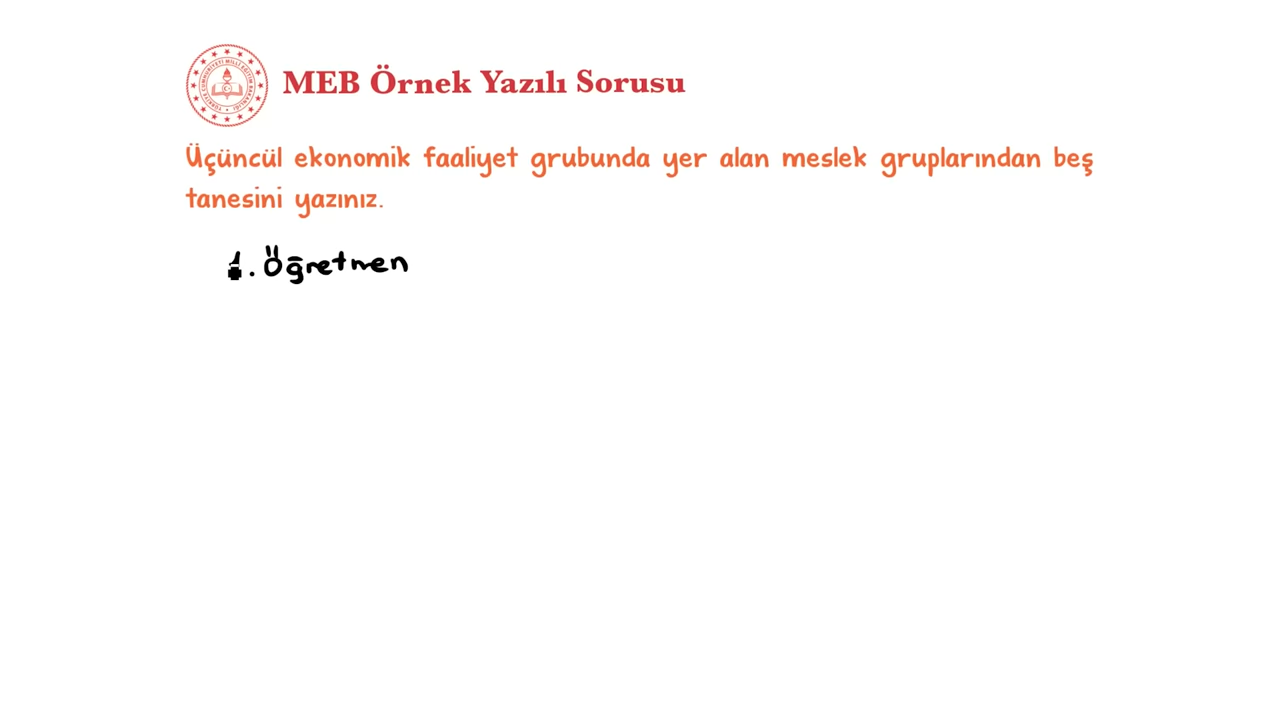 MEB Örnek Yazılı Sorusu
Üçüncül ekonomik faaliyet grubunda yer alan meslek gruplarından beş
tanesini yazınız.
1. Öğretmen